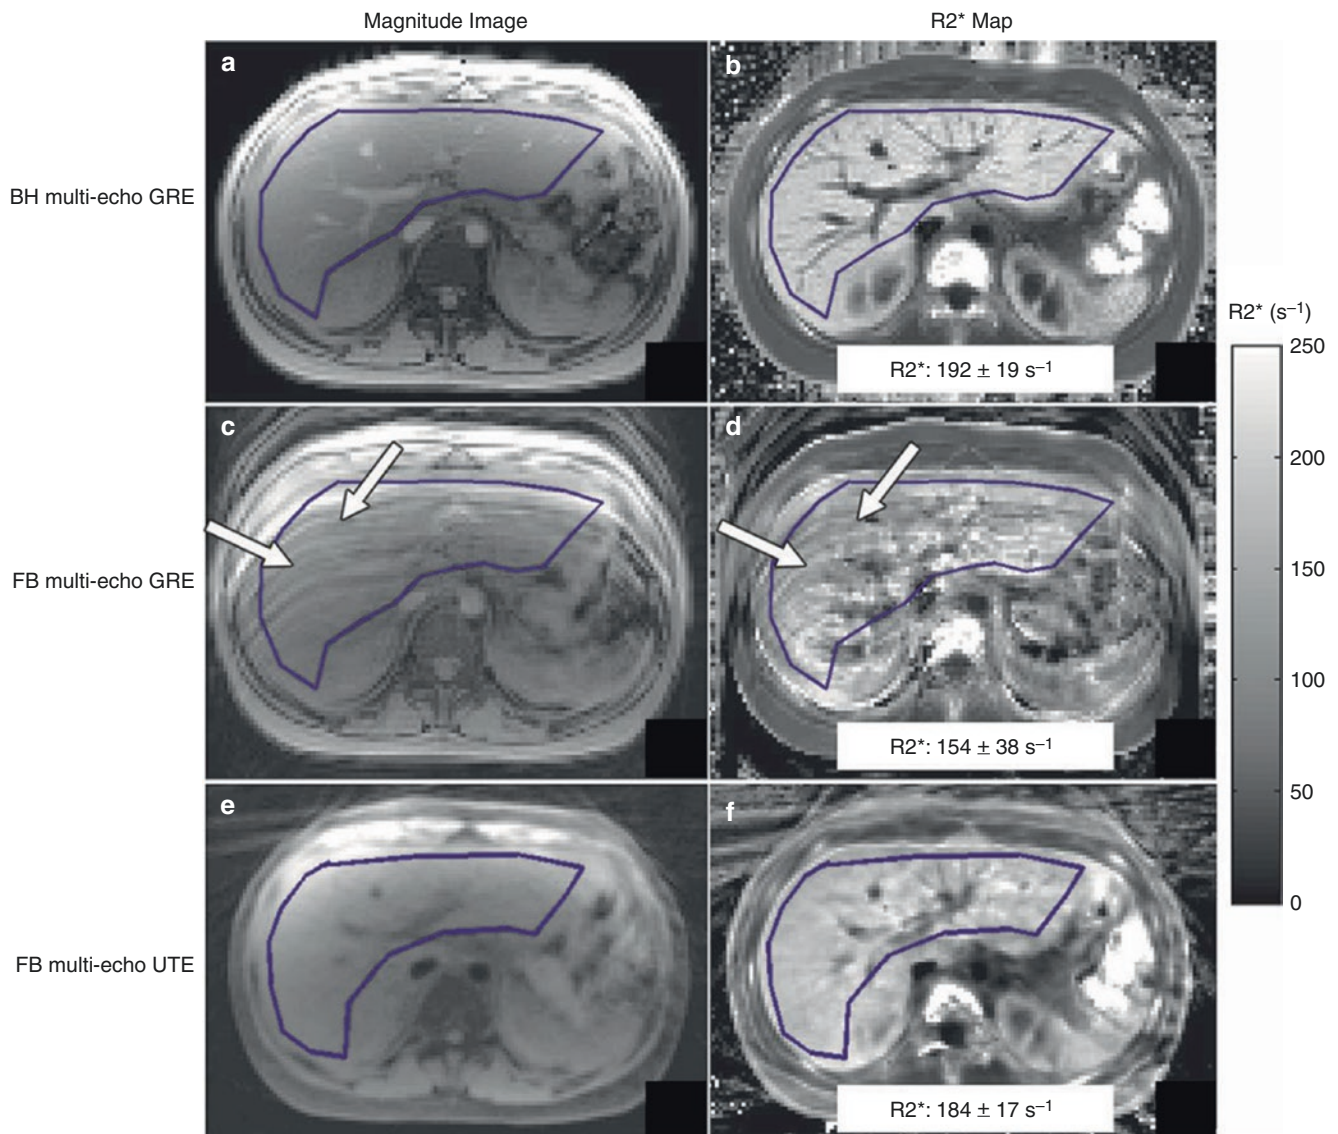 Magnitude Image
R2* Map
a
b
BH multi-echo GRE
R2*: 192 ± 19 s–1
R2* (s–1)
250
200
150
100
50
0
c
d
FB multi-echo GRE
R2*: 154 ± 38 s–1
e
f
FB multi-echo UTE
R2*: 184 ± 17 s–1